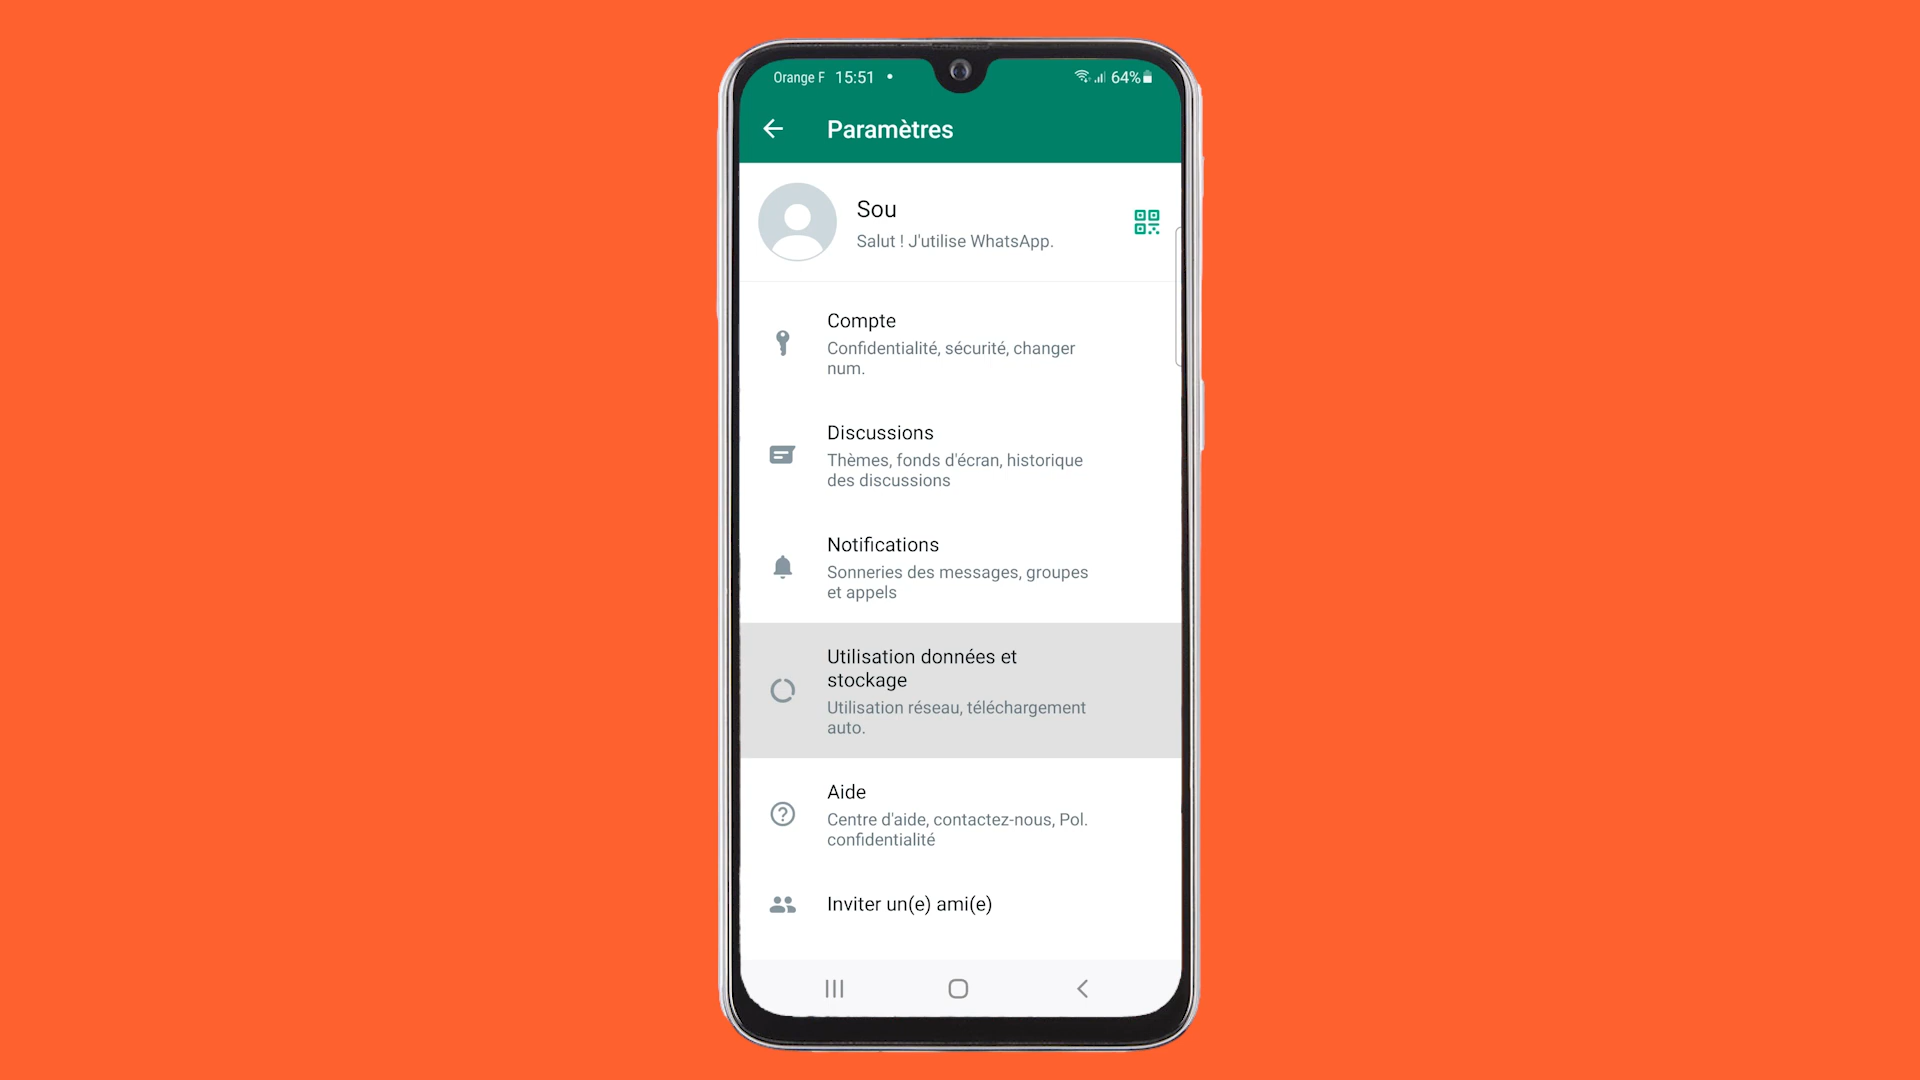 Orange F 15:51 • 64%
Paramètres
Sou
Salut ! J'utilise WhatsApp.
Compte
Confidentialité, sécurité, changer
num.
Discussions
Thèmes, fonds d'écran, historique
des discussions
Notifications
Sonneries des messages, groupes
et appels
Utilisation données et
stockage
Utilisation réseau, téléchargement
auto.
Aide
Centre d'aide, contactez-nous, Pol.
confidentialité
Inviter un(e) ami(e)